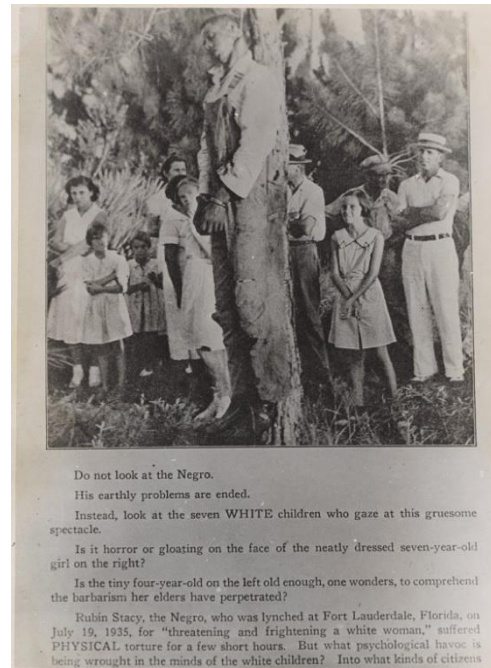 Do not look at the Negro.
His earthly problems are ended.
Instead, look at the seven WHITE children who gaze at this gruesome
spectacle.
Is it horror or gloating on the face of the neatly dressed seven-year-old
girl on the right?
Is the tiny four-year-old on the left old enough, one wonders, to comprehend
the barbarism her elders have perpetrated?
Rubin Stacy, the Negro, who was lynched at Fort Lauderdale, Florida, on
July 19, 1935, for "threatening and frightening a white woman," suffered
PHYSICAL torture for a few short hours. But what psychological havoc is
being wrought in the minds of the white children? Into what kinds of citizens